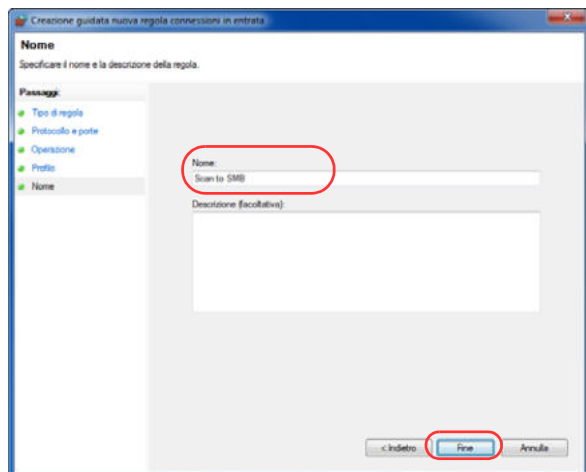 Creazione guidata nuova regola connessioni in entrata
Nome
Specificare il nome e la descrizione della regola.
Passaggi:
Tipo di regola
Protocollo e porte
Operazione
Profilo
Nome
Nome:
Scan to SMB
Descrizione (facoltativa):
< Indietro
Fine
Annulla